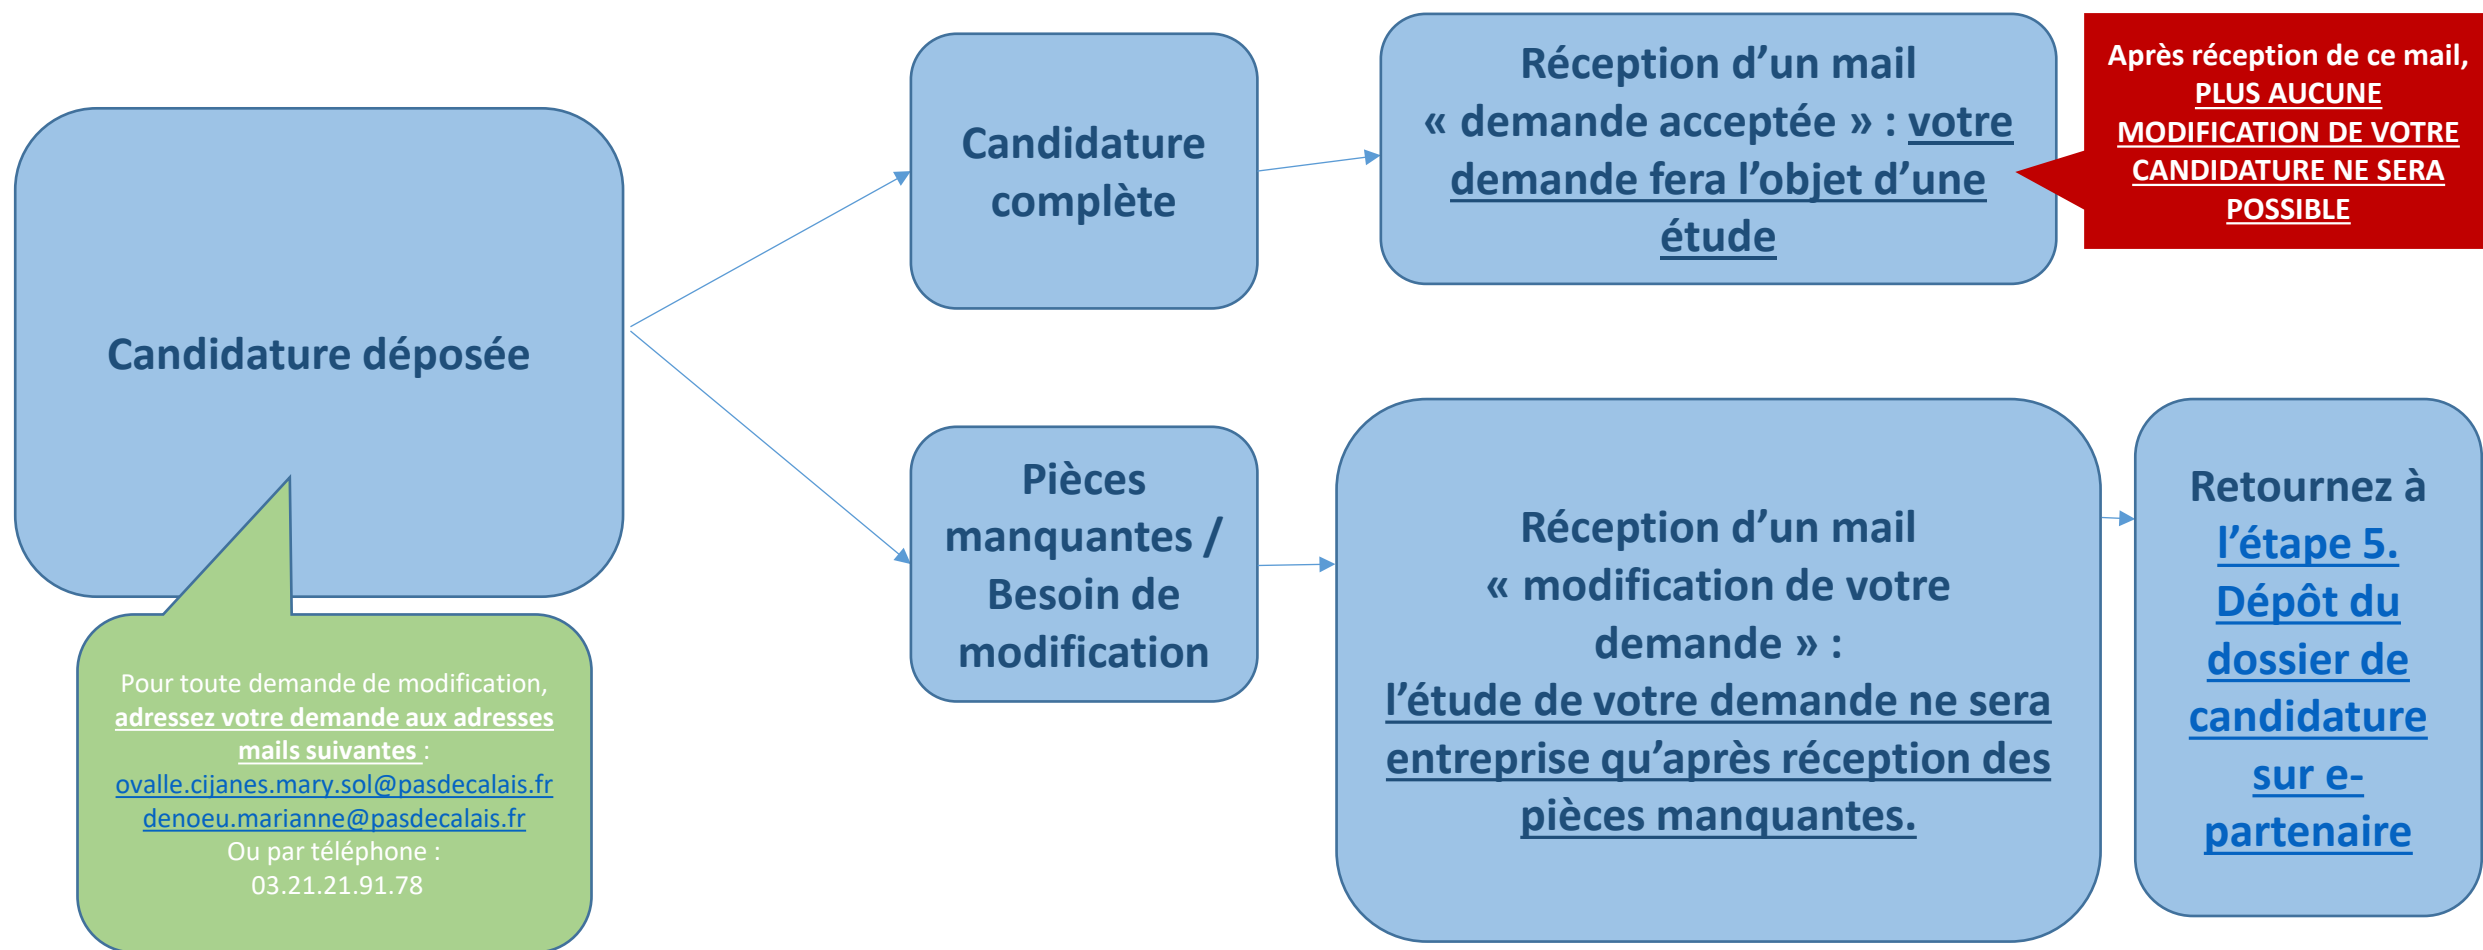 Candidature déposée
Pour toute demande de modification,
adressez votre demande aux adresses
mails suivantes :
ovalle.cijanes.mary.sol@pasdecalais.fr
denoeu.marianne@pasdecalais.fr
Ou par téléphone :
03.21.21.91.78
Candidature
complète
Réception d’un mail
« demande acceptée » : votre
demande fera l’objet d’une
étude
Après réception de ce mail,
PLUS AUCUNE
MODIFICATION DE VOTRE
CANDIDATURE NE SERA
POSSIBLE
Pièces
manquantes /
Besoin de
modification
Réception d’un mail
« modification de votre
demande » :
l’étude de votre demande ne sera
entreprise qu’après réception des
pièces manquantes.
Retournez à
l’étape 5.
Dépôt du
dossier de
candidature
sur e-
partenaire